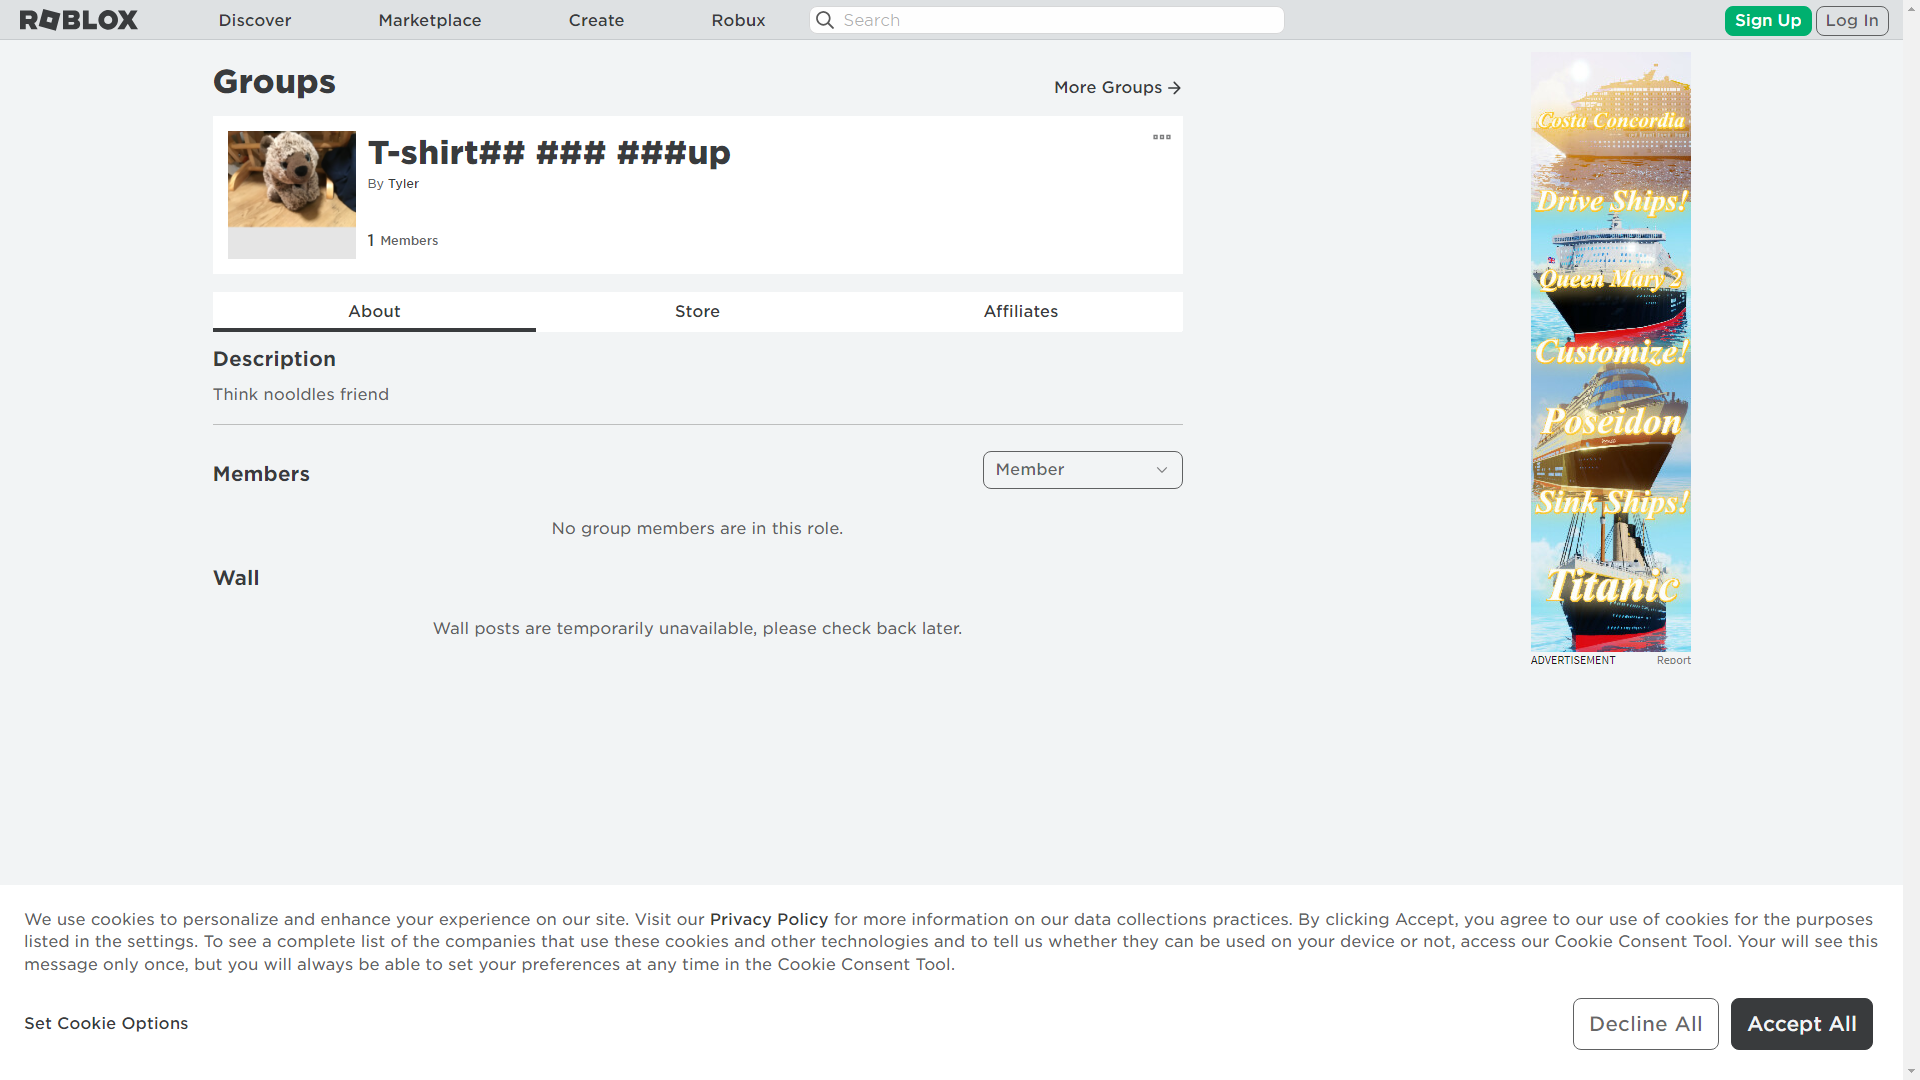 ROBLOX
Discover
Marketplace
Create
Robux
Search
Sign Up
Log In
Groups
More Groups
T-shirt## ### ###up
By Tyler
1 Members
About
Store
Affiliates
Description
Think nooldles friend
Members
Member
No group members are in this role.
Wall
Wall posts are temporarily unavailable, please check back later.
Costa Concordia
Drive Ships!
Queen Mary 2
Customize!
Poseidon
Sink Ships!
Titanic
ADVERTISEMENT
Report
We use cookies to personalize and enhance your experience on our site. Visit our Privacy Policy for more information on our data collections practices. By clicking Accept, you agree to our use of cookies for the purposes
listed in the settings. To see a complete list of the companies that use these cookies and other technologies and to tell us whether they can be used on your device or not, access our Cookie Consent Tool. Your will see this
message only once, but you will always be able to set your preferences at any time in the Cookie Consent Tool.
Set Cookie Options
Decline All
Accept All